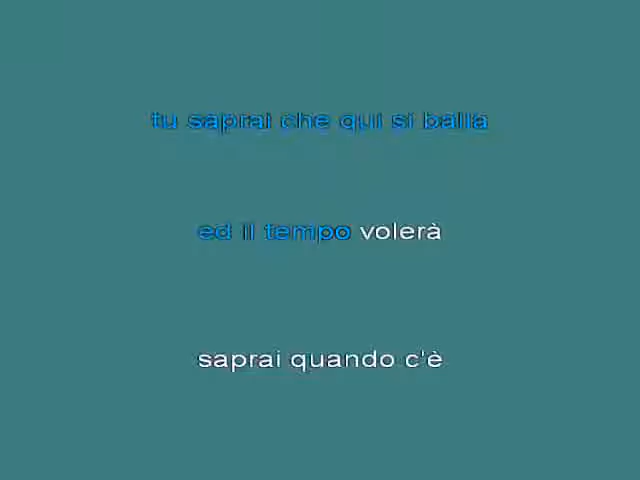 tu saprai che qui si balla
ed il tempo volerà
saprai quando c'è